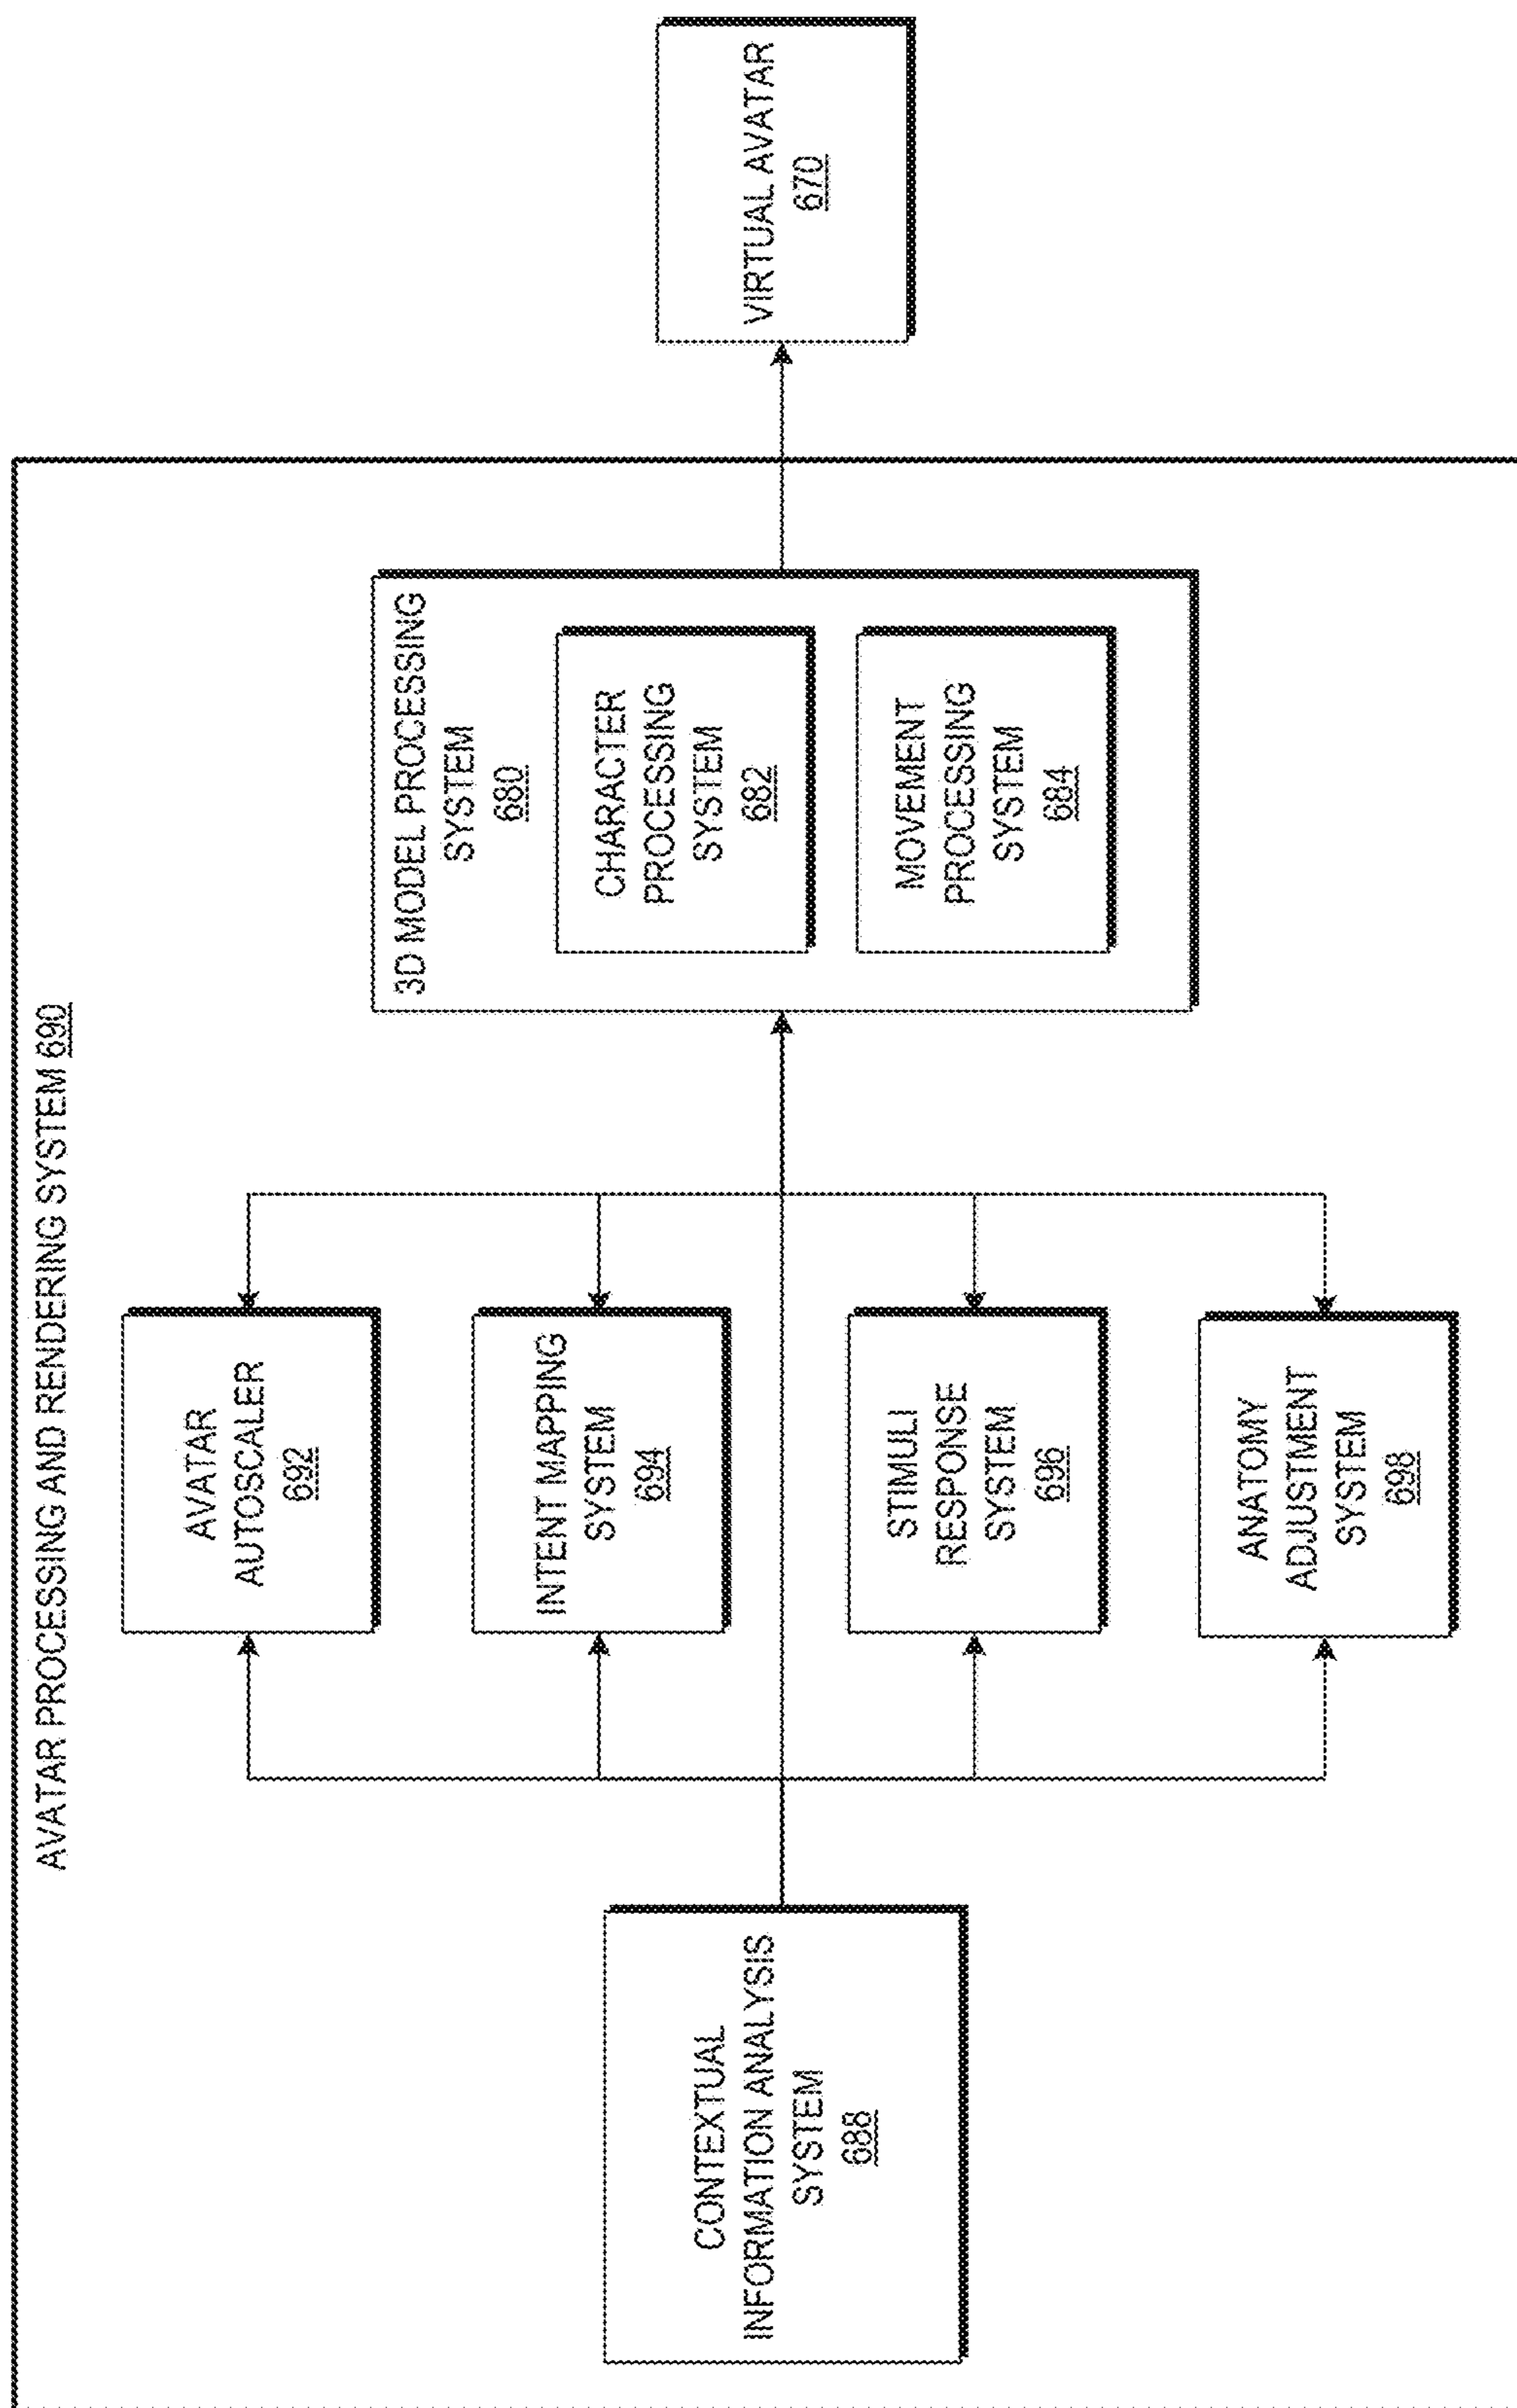 AVATAR PROCESSING AND RENDERING SYSTEM 690
CONTEXTUAL
INFORMATION ANALYSIS
SYSTEM
688
AVATAR
AUTOSCALER
692
INTENT MAPPING
SYSTEM
694
STIMULI
RESPONSE
SYSTEM
696
ANATOMY
ADJUSTMENT
SYSTEM
698
3D MODEL PROCESSING
SYSTEM
680
CHARACTER
PROCESSING
SYSTEM
682
MOVEMENT
PROCESSING
SYSTEM
684
VIRTUAL AVATAR
670